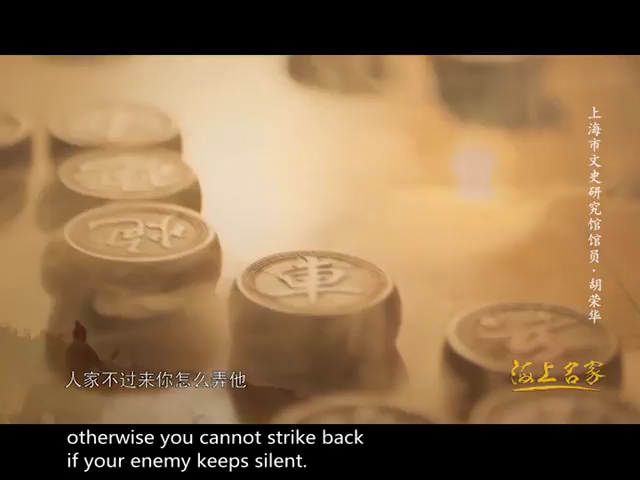 上海市文史研究馆馆员·胡荣华
炮
車
海上名家
人家不过来你怎么弄他
otherwise you cannot strike back
if your enemy keeps silent.